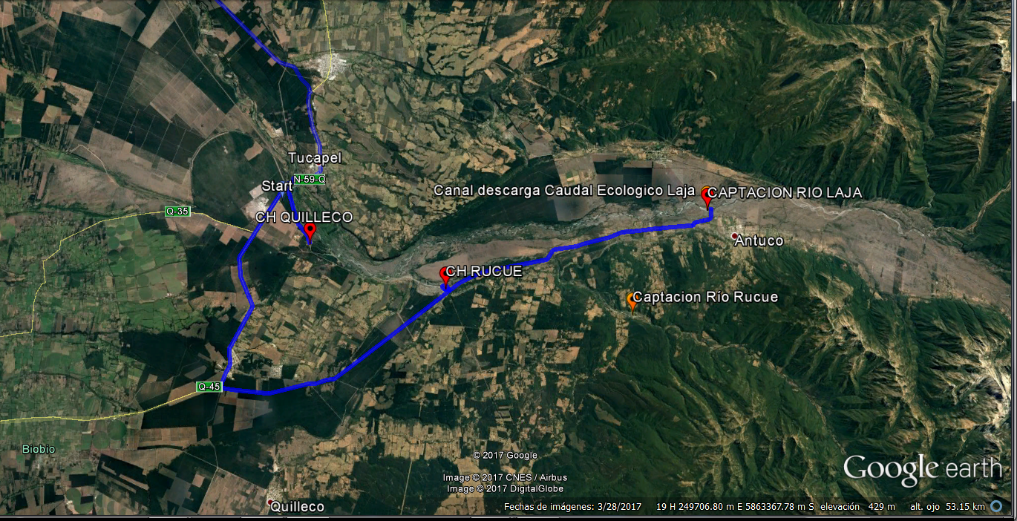 Tucapel
N 59 Q
Start
Canal descarga Caudal Ecologico Laja
CAPTACION RIO LAJA
Q-35
CH QUILLECO
Antuco
CH RUCUE
Captacion Rio Rucue
Q-45
Biobío
© 2017 Google
Image © 2017 CNES / Airbus
Image © 2017 DigitalGlobe
Google earth
Quilleco
Fechas de imágenes: 3/28/2017 19 H 249706.80 m E 5863367.78 m S elevación 429 m alt. ojo 53.15 km